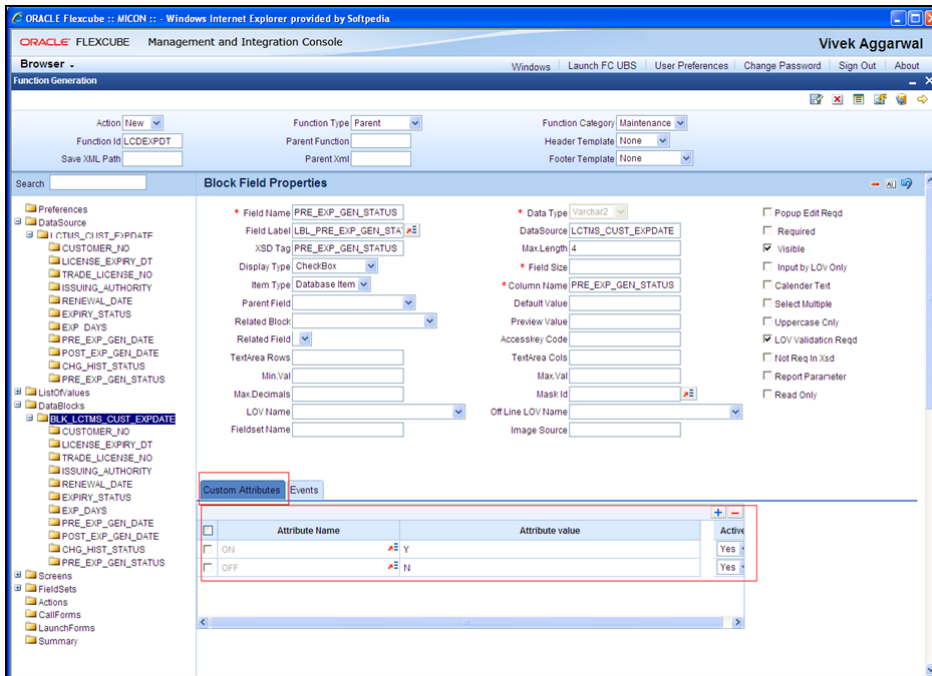 ORACLE Flexcube :: MICON :: - Windows Internet Explorer provided by Softpedia
ORACLE FLEXCUBE Management and Integration Console
Vivek Aggarwal
Browser
Windows Launch FC UBS User Preferences Change Password Sign Out About
Function Generation
Action New Function Type Parent Function Category Maintenance
Function Id LCDEXPDT Parent Function Header Template None
Save XML Path Parent Xml Footer Template None
Search
Block Field Properties
Preferences
DataSource
LCTMS_CUST_EXPDATE
CUSTOMER_NO
LICENSE_EXPIRY_DT
TRADE_LICENSE_NO
ISSUING_AUTHORITY
RENEWAL_DATE
EXPIRY_STATUS
EXP_DAYS
PRE_EXP_GEN_DATE
POST_EXP_GEN_DATE
CHG_HIST_STATUS
PRE_EXP_GEN_STATUS
ListOfValues
DataBlocks
BLK_LCTMS_CUST_EXPDATE
CUSTOMER_NO
LICENSE_EXPIRY_DT
TRADE_LICENSE_NO
ISSUING_AUTHORITY
RENEWAL_DATE
EXPIRY_STATUS
EXP_DAYS
PRE_EXP_GEN_DATE
POST_EXP_GEN_DATE
CHG_HIST_STATUS
PRE_EXP_GEN_STATUS
Screens
FieldSets
Actions
CallForms
LaunchForms
Summary
* Field Name PRE_EXP_GEN_STATUS * Data Type Varchar2 Popup Edit Reqd
Field Label LBL_PRE_EXP_GEN_STAT DataSource LCTMS_CUST_EXPDATE Required
XSD Tag PRE_EXP_GEN_STATUS Max.Length 4 Visible
Display Type CheckBox * Field Size Input by LOV Only
Item Type Database Item * Column Name PRE_EXP_GEN_STATUS Calender Text
Parent Field Default Value Select Multiple
Related Block Preview Value Uppercase Only
Related Field Accesskey Code LOV Validation Reqd
TextArea Rows TextArea Cols Not Req In Xsd
Min.Val Max.Val Report Parameter
Max.Decimals Mask Id Read Only
LOV Name Off Line LOV Name
Fieldset Name Image Source
Custom Attributes Events
Attribute Name Attribute value Active
ON Y Yes
OFF N Yes